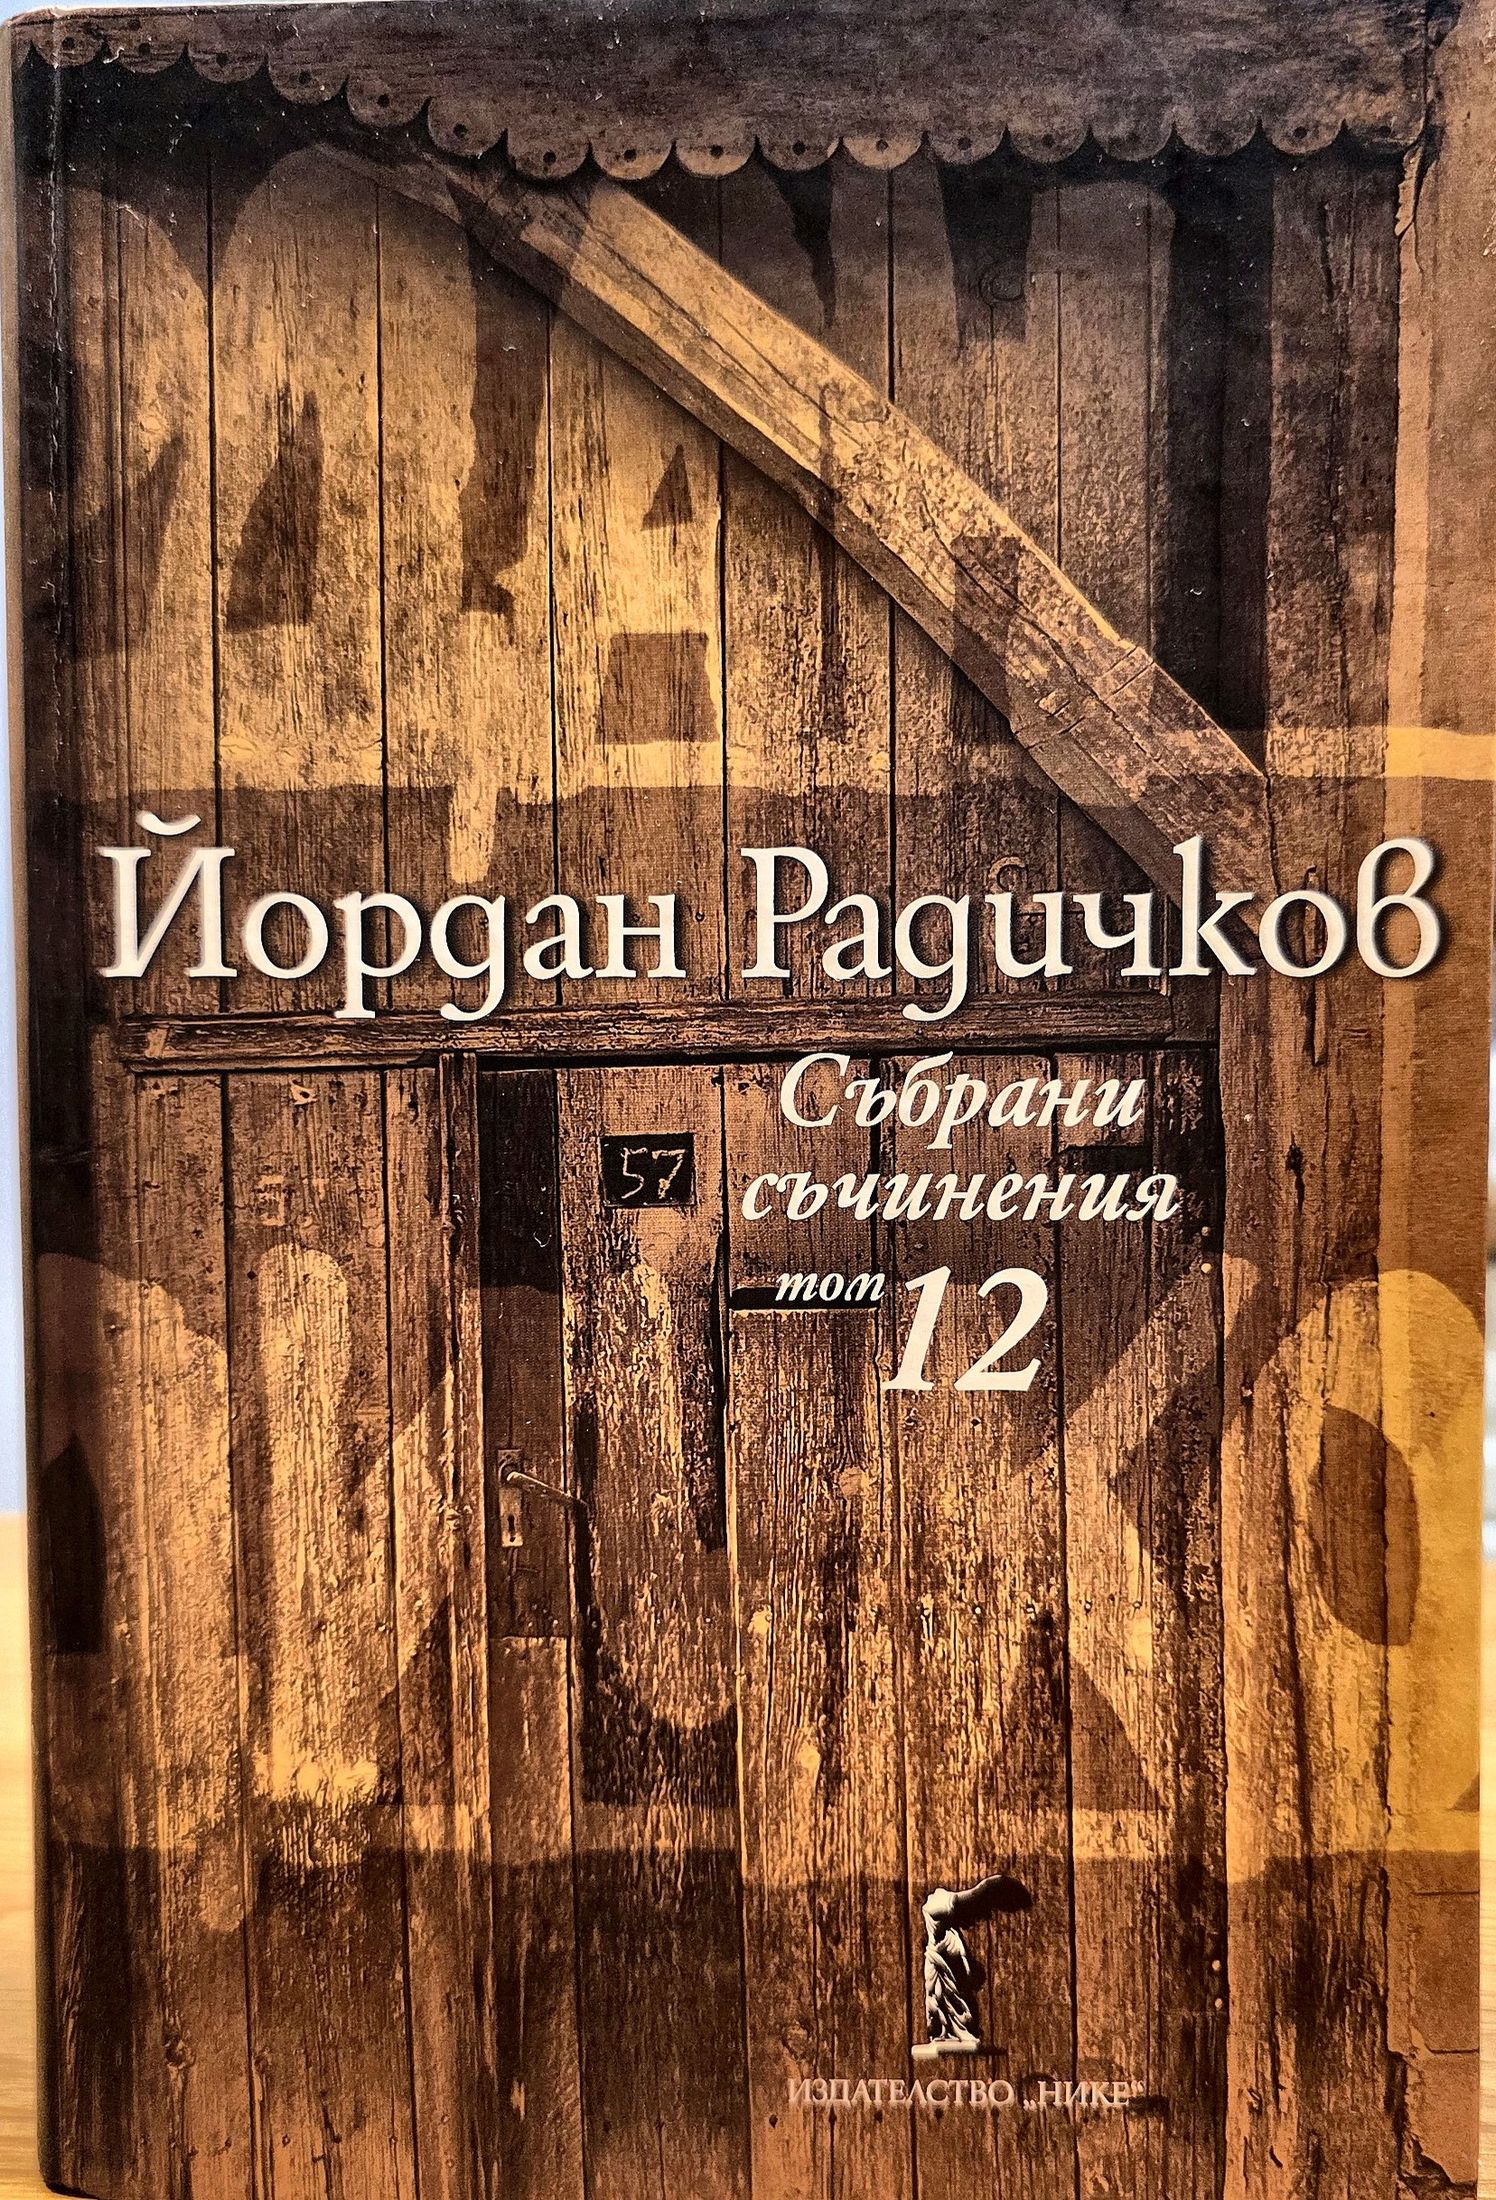 Йордан Радичков
Събрани
57
съчинения
том 12
ИЗДАТЕЛСТВО „НИКЕ“